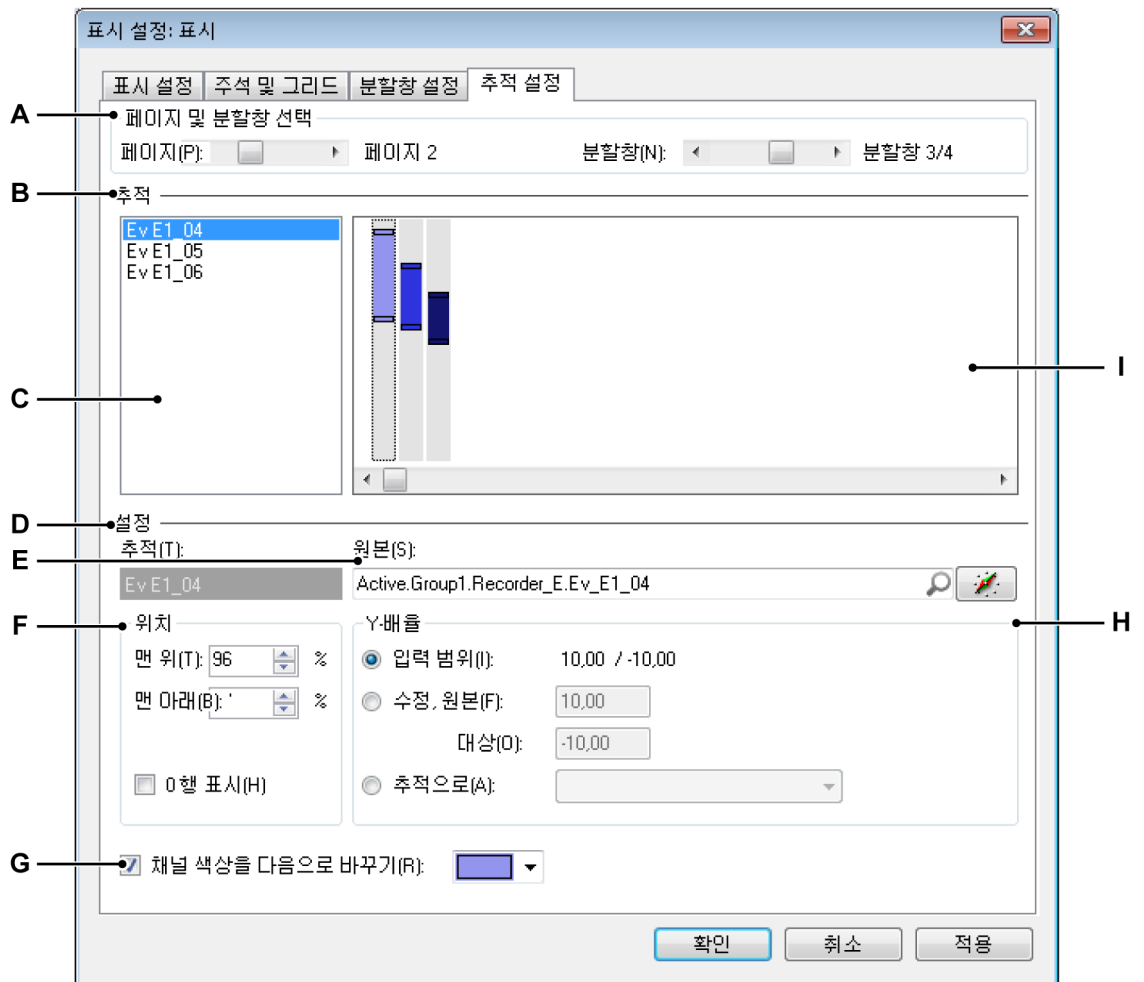 표시 설정: 표시
표시 설정 주석 및 그리드 분할창 설정 추적 설정
A 페이지 및 분할창 선택
페이지(P): 페이지 2 분할창(N): 분할창 3/4
B 추적
Ev E1_04
Ev E1_05
Ev E1_06
I
C
D 설정
추적(T): 원본(S):
E
Ev E1_04 Active.Group1.Recorder_E.Ev_E1_04
F 위치 Y-배율 H
맨 위(T): 96 % 입력 범위(I): 10,00 / -10,00
맨 아래(B): ' % 수정, 원본(F): 10,00
대상(O): -10,00
0 행 표시(H) 추적으로(A):
G 채널 색상을 다음으로 바꾸기(R):
확인 취소 적용